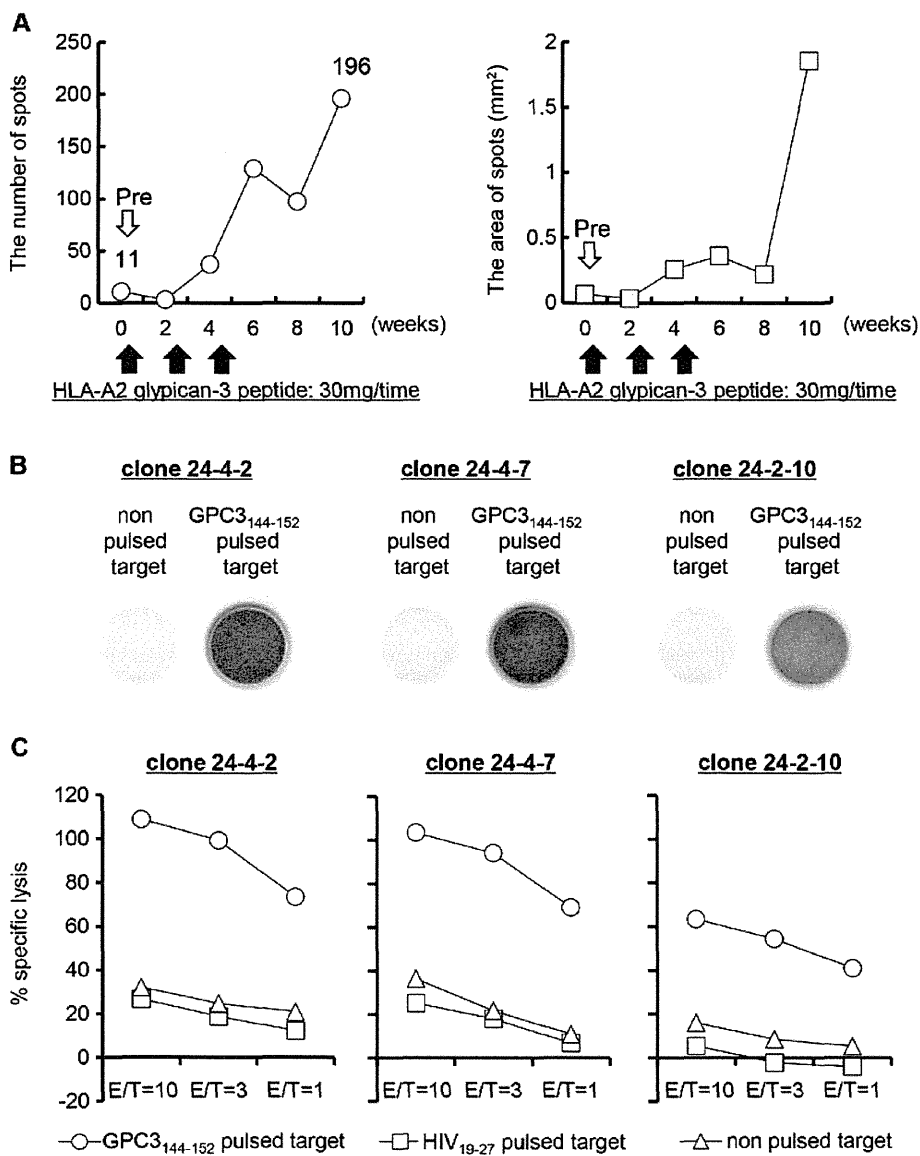 A
250
200
150
100
50
0
The number of spots
Pre
11
196
0 2 4 6 8 10 (weeks)
HLA-A2 glypican-3 peptide: 30mg/time
2
1.5
1
0.5
0
The area of spots (mm²)
Pre
0 2 4 6 8 10 (weeks)
HLA-A2 glypican-3 peptide: 30mg/time
B
clone 24-4-2
non pulsed target
GPC3₁₄₄₋₁₅₂ pulsed target
clone 24-4-7
non pulsed target
GPC3₁₄₄₋₁₅₂ pulsed target
clone 24-2-10
non pulsed target
GPC3₁₄₄₋₁₅₂ pulsed target
C
clone 24-4-2
clone 24-4-7
clone 24-2-10
120
100
80
60
40
20
0
-20
% specific lysis
E/T=10 E/T=3 E/T=1
E/T=10 E/T=3 E/T=1
E/T=10 E/T=3 E/T=1
GPC3₁₄₄₋₁₅₂ pulsed target
HIV₁₉₋₂₇ pulsed target
non pulsed target